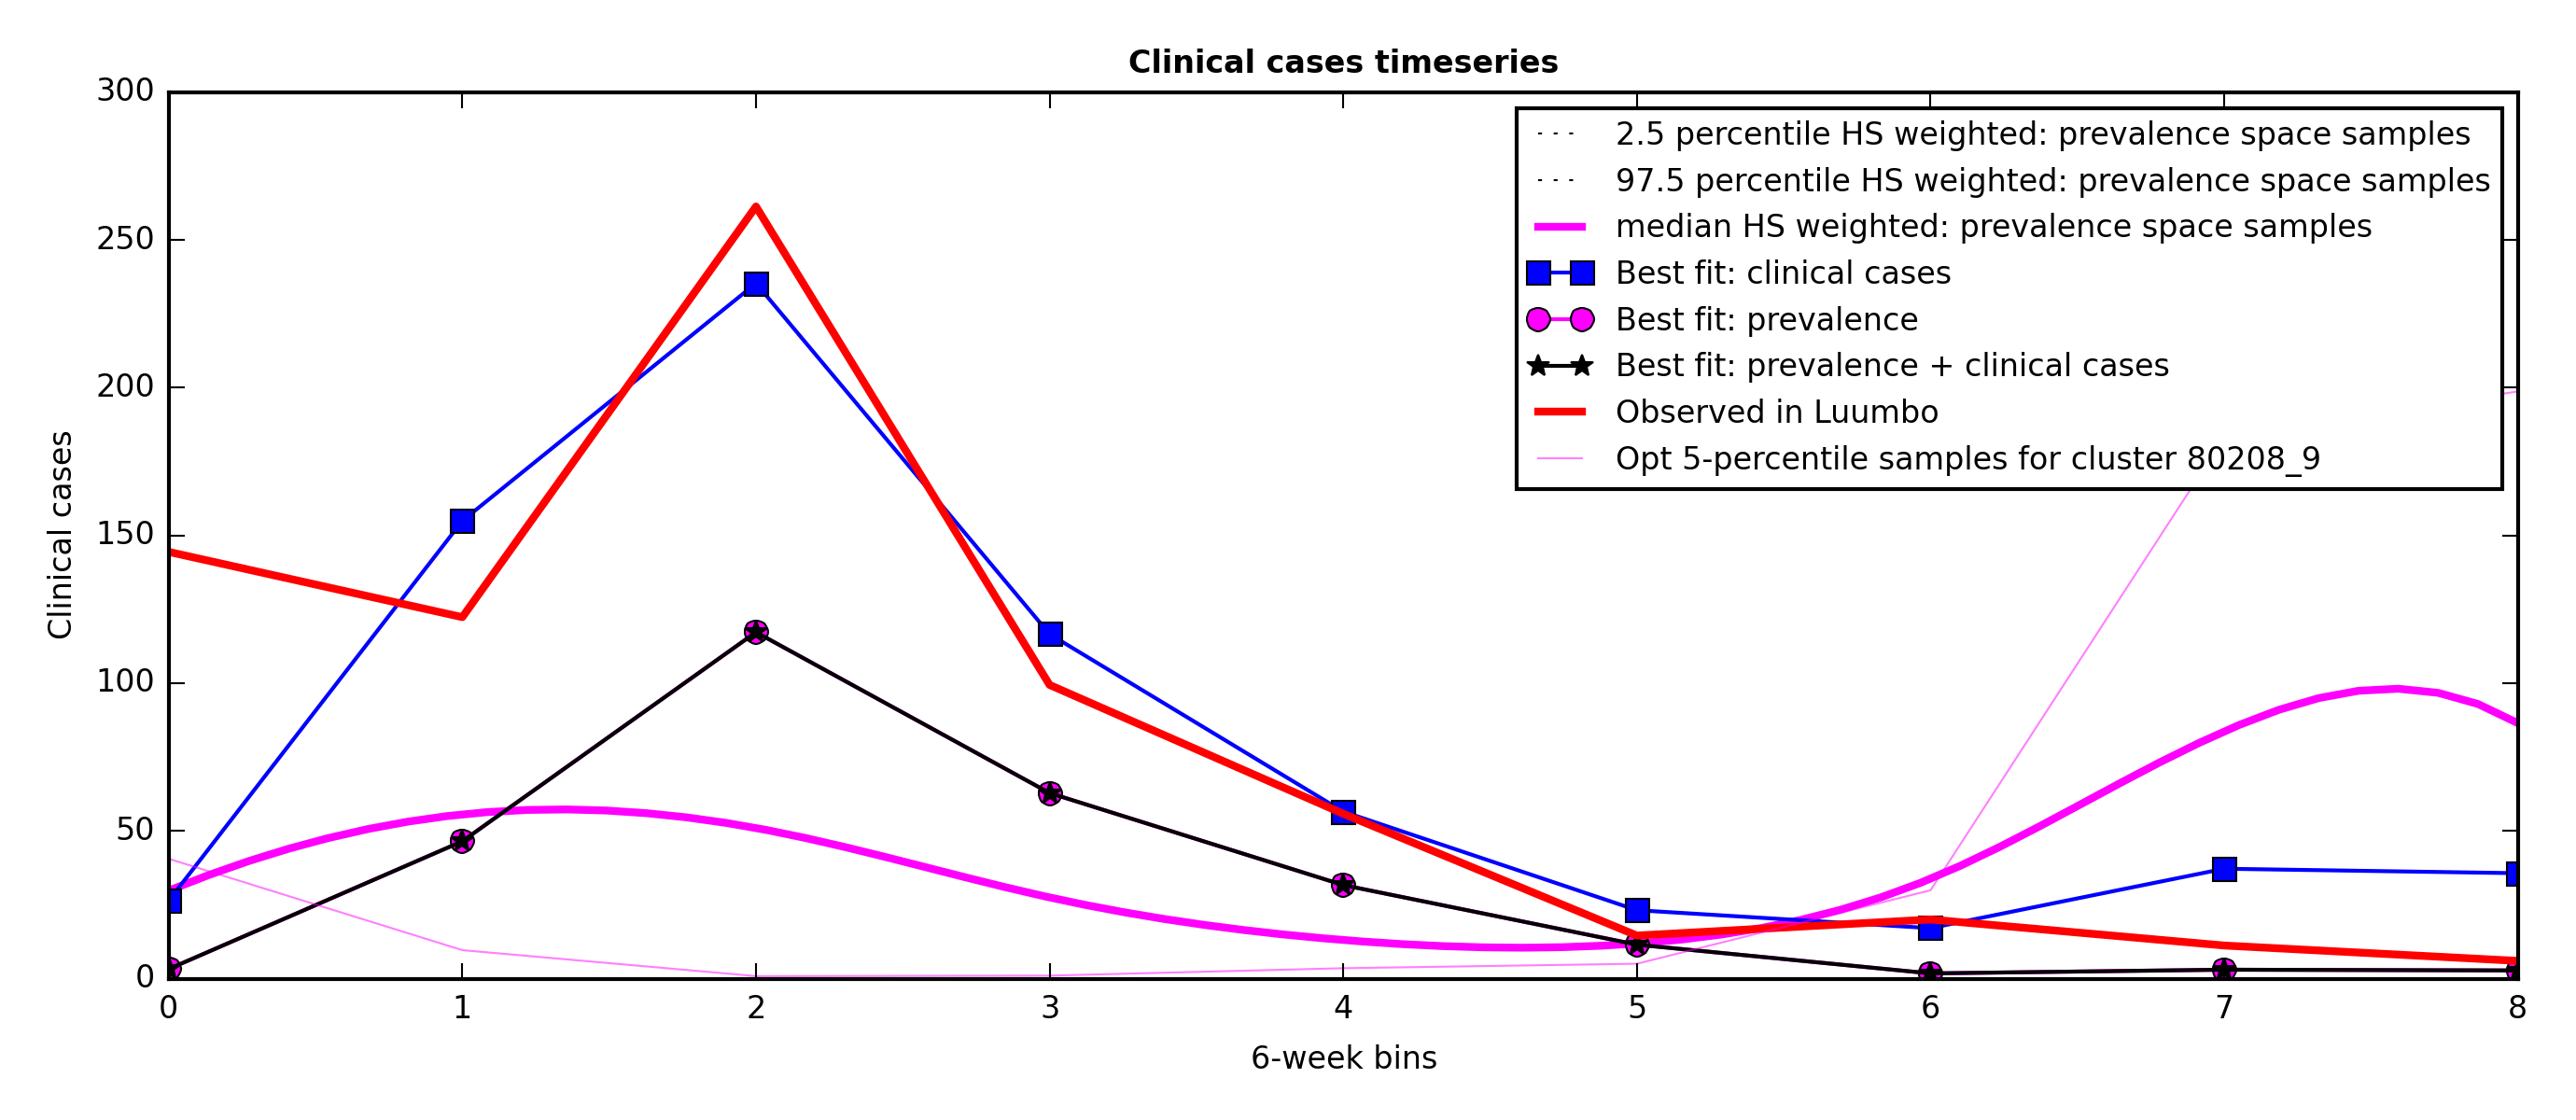 Clinical cases timeseries
300
250
200
150
100
50
0
Clinical cases
2.5 percentile HS weighted: prevalence space samples
97.5 percentile HS weighted: prevalence space samples
median HS weighted: prevalence space samples
Best fit: clinical cases
Best fit: prevalence
Best fit: prevalence + clinical cases
Observed in Luumbo
Opt 5-percentile samples for cluster 80208_9
0 1 2 3 4 5 6 7 8
6-week bins